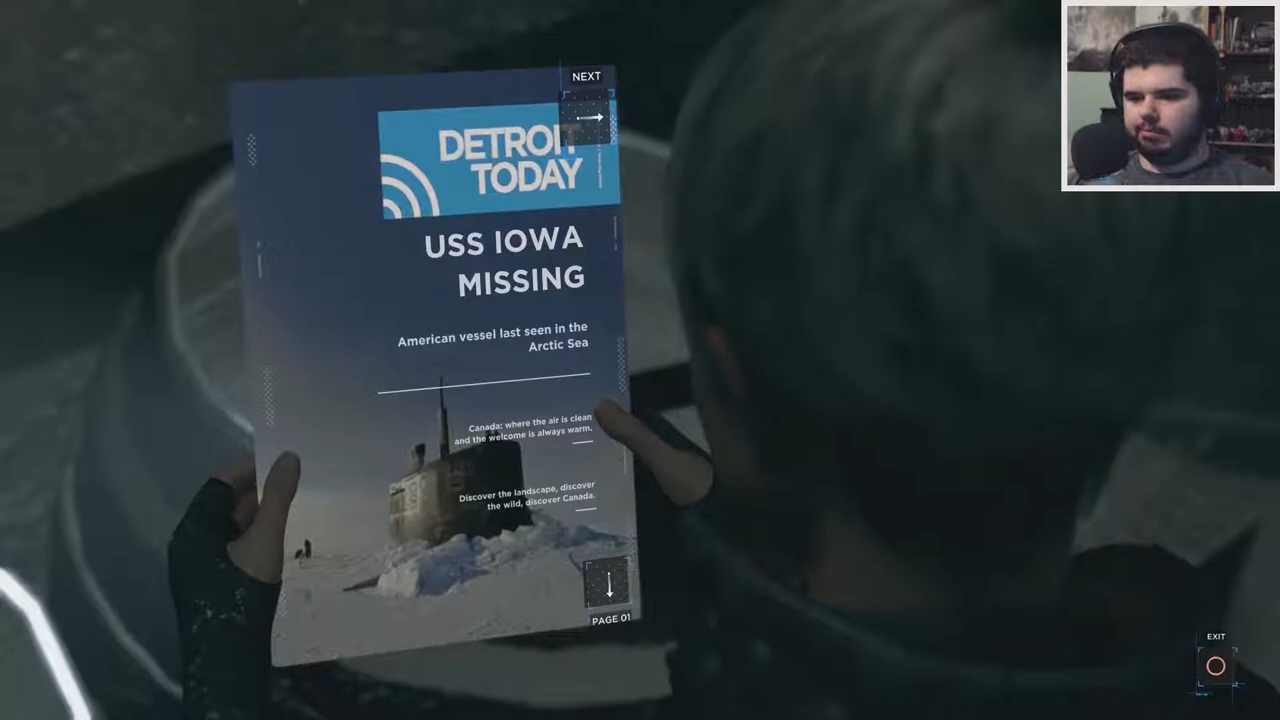 NEXT
DETROIT
TODAY
USS IOWA
MISSING
American vessel last seen in the
Arctic Sea
Canada: where the air is clean
and the welcome is always warm.
Discover the landscape, discover
the wild, discover Canada.
PAGE 01
EXIT